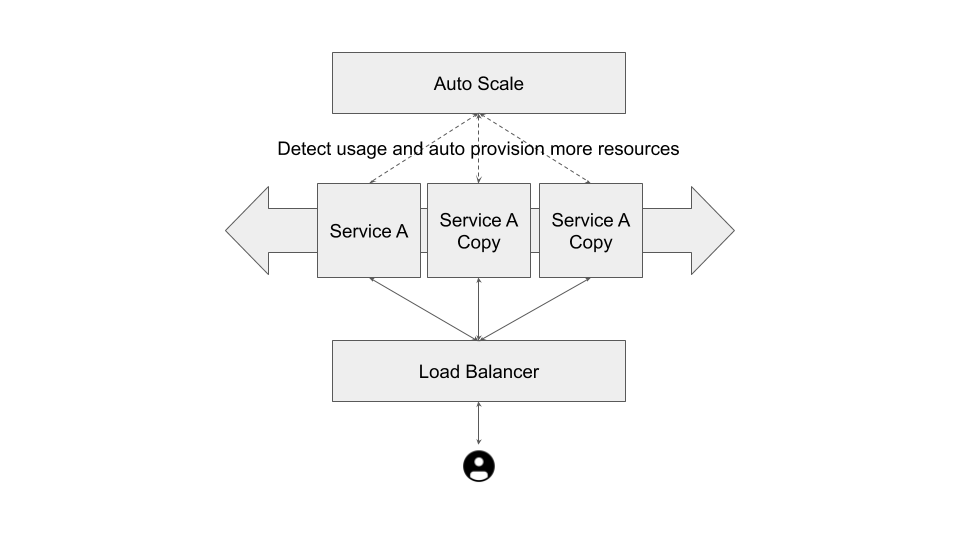 Auto Scale
Detect usage and auto provision more resources
Service A
Service A
Copy
Service A
Copy
Load Balancer